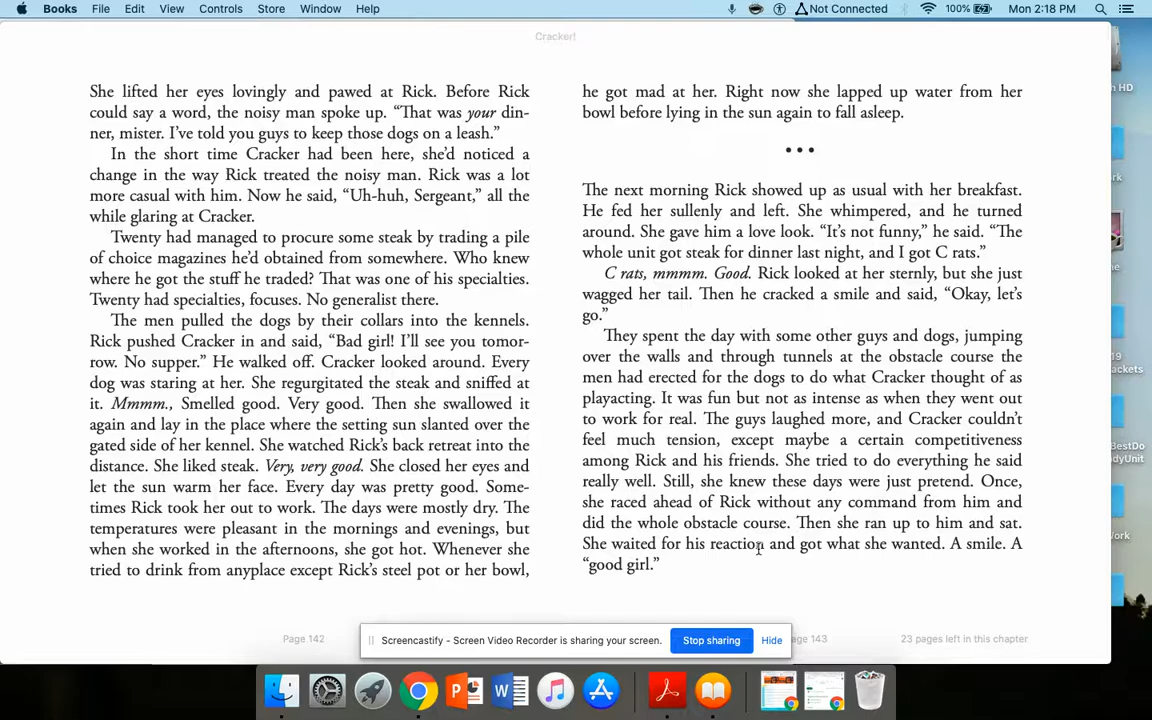 Books File Edit View Controls Store Window Help Not Connected 100% Mon 2:18 PM
Cracker!
She lifted her eyes lovingly and pawed at Rick. Before Rick
could say a word, the noisy man spoke up. “That was your din-
ner, mister. I’ve told you guys to keep those dogs on a leash.”
In the short time Cracker had been here, she’d noticed a
change in the way Rick treated the noisy man. Rick was a lot
more casual with him. Now he said, “Uh-huh, Sergeant,” all the
while glaring at Cracker.
Twenty had managed to procure some steak by trading a pile
of choice magazines he’d obtained from somewhere. Who knew
where he got the stuff he traded? That was one of his specialties.
Twenty had specialties, focuses. No generalist there.
The men pulled the dogs by their collars into the kennels.
Rick pushed Cracker in and said, “Bad girl! I’ll see you tomor-
row. No supper.” He walked off. Cracker looked around. Every
dog was staring at her. She regurgitated the steak and sniffed at
it. Mmmm., Smelled good. Very good. Then she swallowed it
again and lay in the place where the setting sun slanted over the
gated side of her kennel. She watched Rick’s back retreat into the
distance. She liked steak. Very, very good. She closed her eyes and
let the sun warm her face. Every day was pretty good. Some-
times Rick took her out to work. The days were mostly dry. The
temperatures were pleasant in the mornings and evenings, but
when she worked in the afternoons, she got hot. Whenever she
tried to drink from anyplace except Rick’s steel pot or her bowl,
Page 142
he got mad at her. Right now she lapped up water from her
bowl before lying in the sun again to fall asleep.
• • •
The next morning Rick showed up as usual with her breakfast.
He fed her sullenly and left. She whimpered, and he turned
around. She gave him a love look. “It’s not funny,” he said. “The
whole unit got steak for dinner last night, and I got C rats.”
C rats, mmmm. Good. Rick looked at her sternly, but she just
wagged her tail. Then he cracked a smile and said, “Okay, let’s
go.”
They spent the day with some other guys and dogs, jumping
over the walls and through tunnels at the obstacle course the
men had erected for the dogs to do what Cracker thought of as
playacting. It was fun but not as intense as when they went out
to work for real. The guys laughed more, and Cracker couldn’t
feel much tension, except maybe a certain competitiveness
among Rick and his friends. She tried to do everything he said
really well. Still, she knew these days were just pretend. Once,
she raced ahead of Rick without any command from him and
did the whole obstacle course. Then she ran up to him and sat.
She waited for his reaction and got what she wanted. A smile. A
“good girl.”
age 143 23 pages left in this chapter
Screencastify - Screen Video Recorder is sharing your screen. Stop sharing Hide
HD
rk
me
19
ackets
BestDo
dyUnit
Work